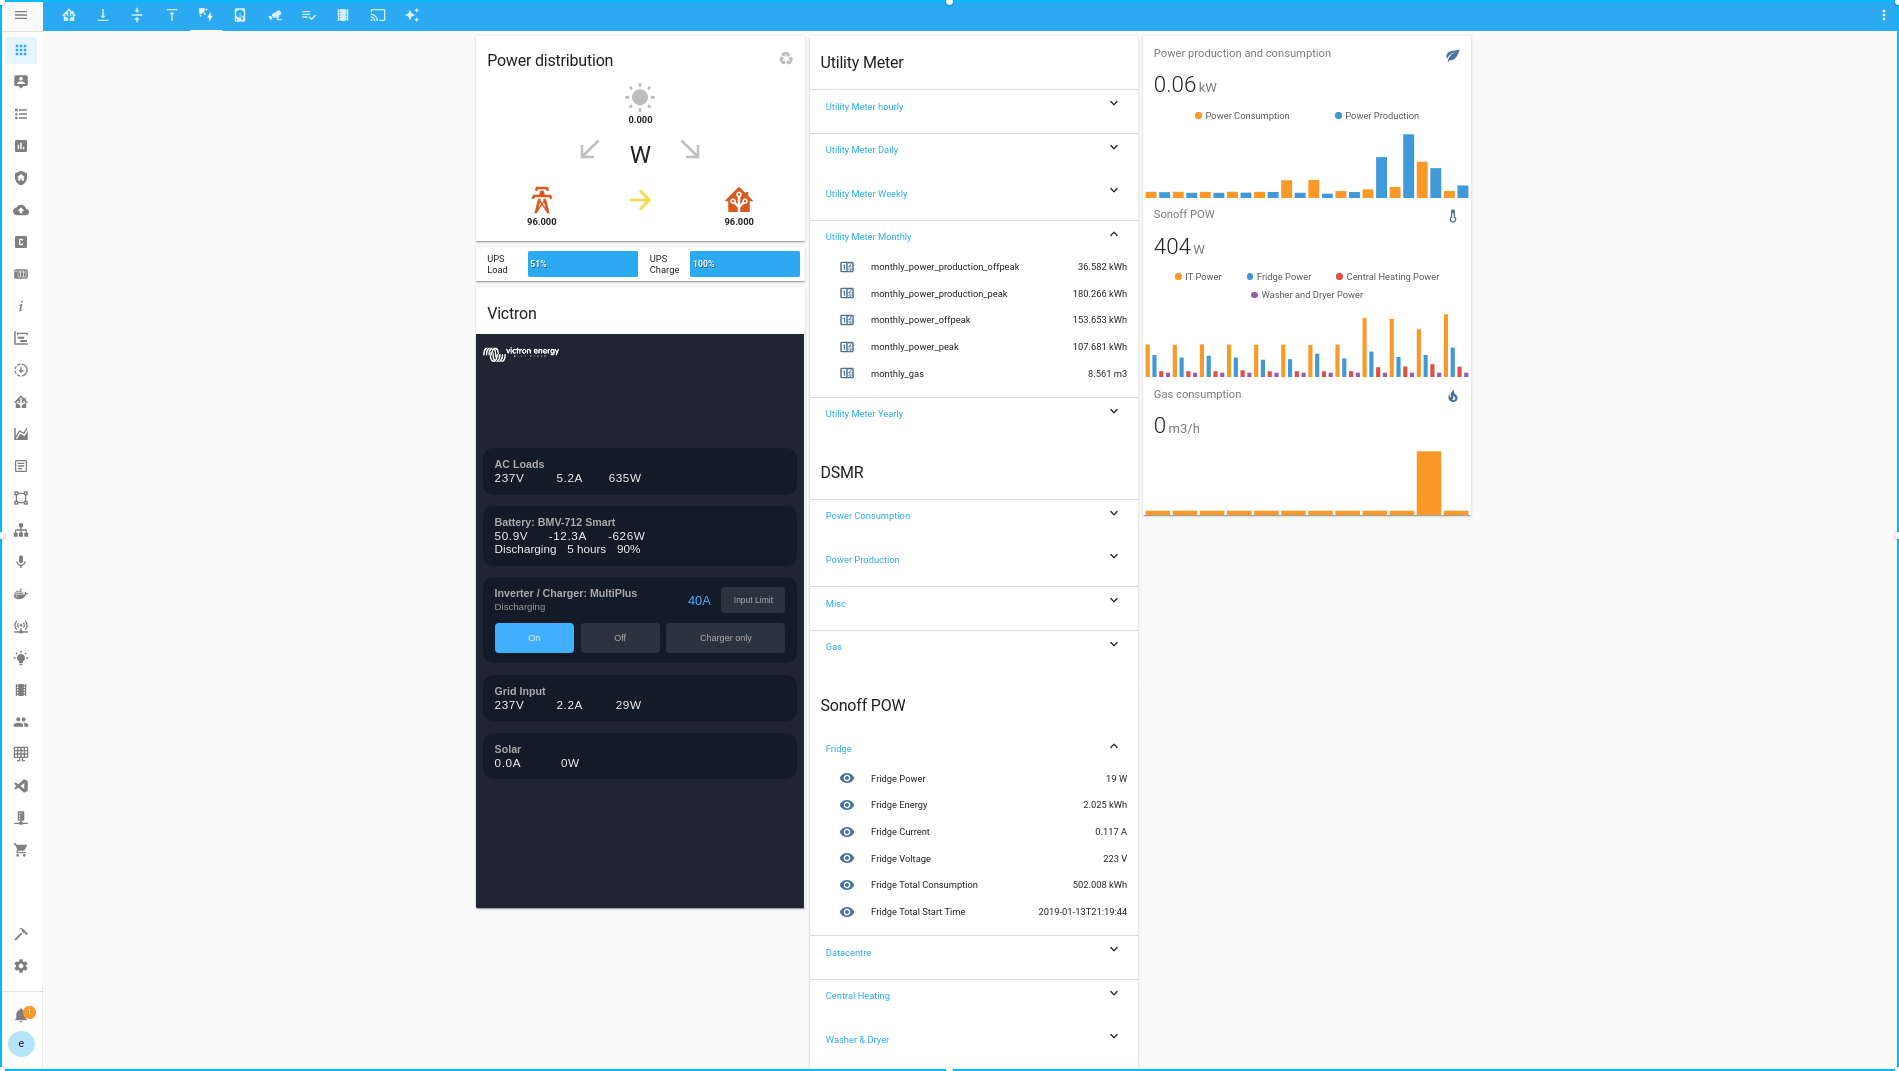 Power distribution
0.000
W
96.000
96.000
UPS Load
51%
UPS Charge
100%
Victron
victron energy
AC Loads
237V 5.2A 635W
Battery: BMV-712 Smart
50.9V -12.3A -626W
Discharging 5 hours 90%
Inverter / Charger: MultiPlus
Discharging
40A
Input Limit
On
Off
Charger only
Grid Input
237V 2.2A 29W
Solar
0.0A 0W
Utility Meter
Utility Meter hourly
Utility Meter Daily
Utility Meter Weekly
Utility Meter Monthly
monthly_power_production_offpeak 36.582 kWh
monthly_power_production_peak 180.266 kWh
monthly_power_offpeak 153.653 kWh
monthly_power_peak 107.681 kWh
monthly_gas 8.561 m3
Utility Meter Yearly
DSMR
Power Consumption
Power Production
Misc
Gas
Sonoff POW
Fridge
Fridge Power 19 W
Fridge Energy 2.025 kWh
Fridge Current 0.117 A
Fridge Voltage 223 V
Fridge Total Consumption 502.008 kWh
Fridge Total Start Time 2019-01-13T21:19:44
Datacentre
Central Heating
Washer & Dryer
Power production and consumption
0.06 kW
Power Consumption Power Production
Sonoff POW
404 W
IT Power Fridge Power Central Heating Power
Washer and Dryer Power
Gas consumption
0 m3/h
e